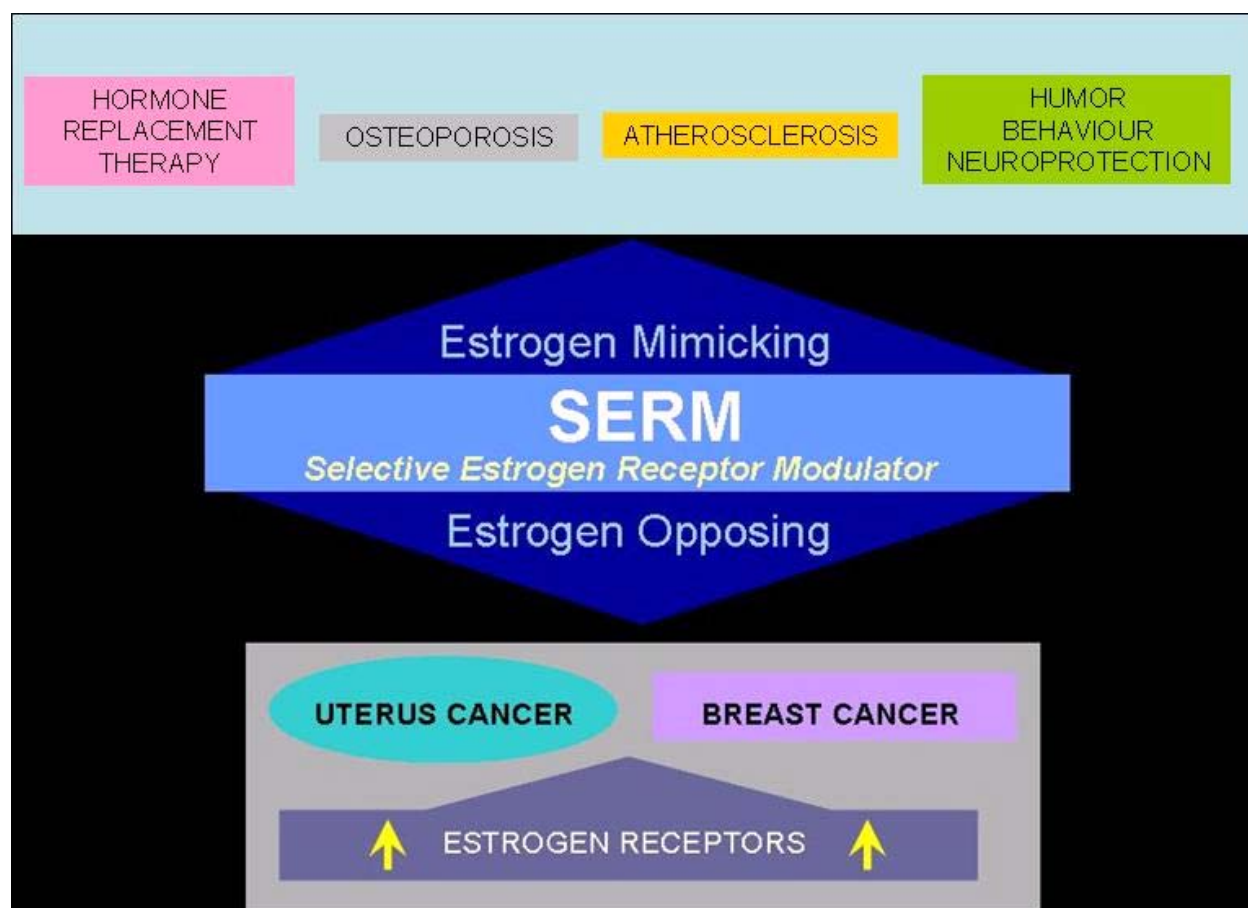 HORMONE
REPLACEMENT
THERAPY
OSTEOPOROSIS
ATHEROSCLEROSIS
HUMOR
BEHAVIOUR
NEUROPROTECTION
Estrogen Mimicking
SERM
Selective Estrogen Receptor Modulator
Estrogen Opposing
UTERUS CANCER
BREAST CANCER
ESTROGEN RECEPTORS